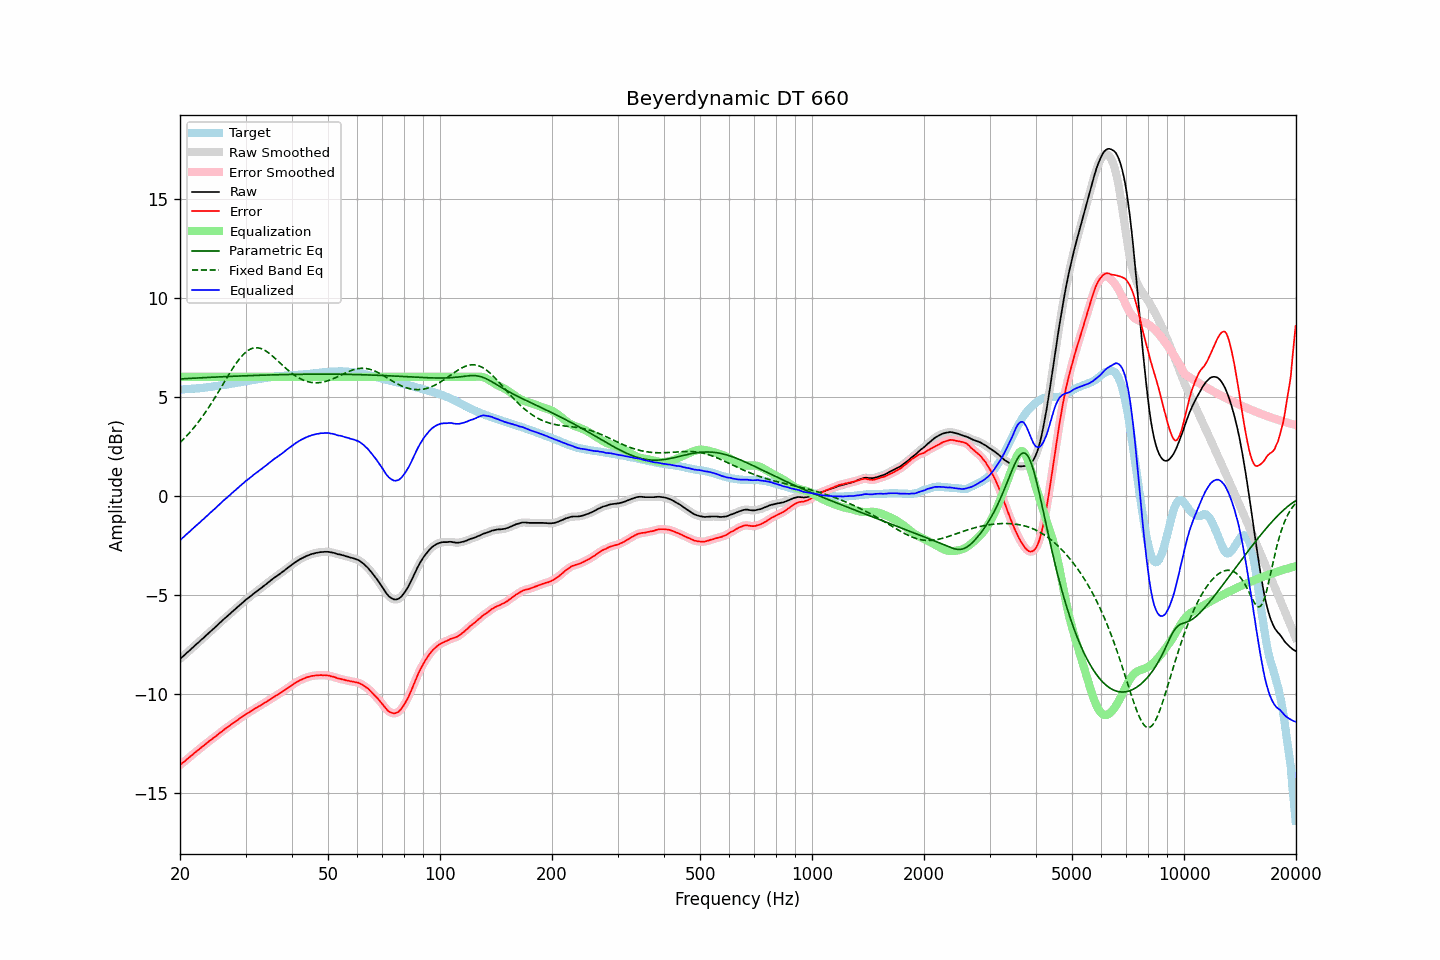 Beyerdynamic DT 660
Target
Raw Smoothed
Error Smoothed
Raw
Error
Equalization
Parametric Eq
Fixed Band Eq
Equalized
Amplitude (dBr)
15
10
5
0
−5
−10
−15
20
50
100
200
500
1000
2000
5000
10000
20000
Frequency (Hz)